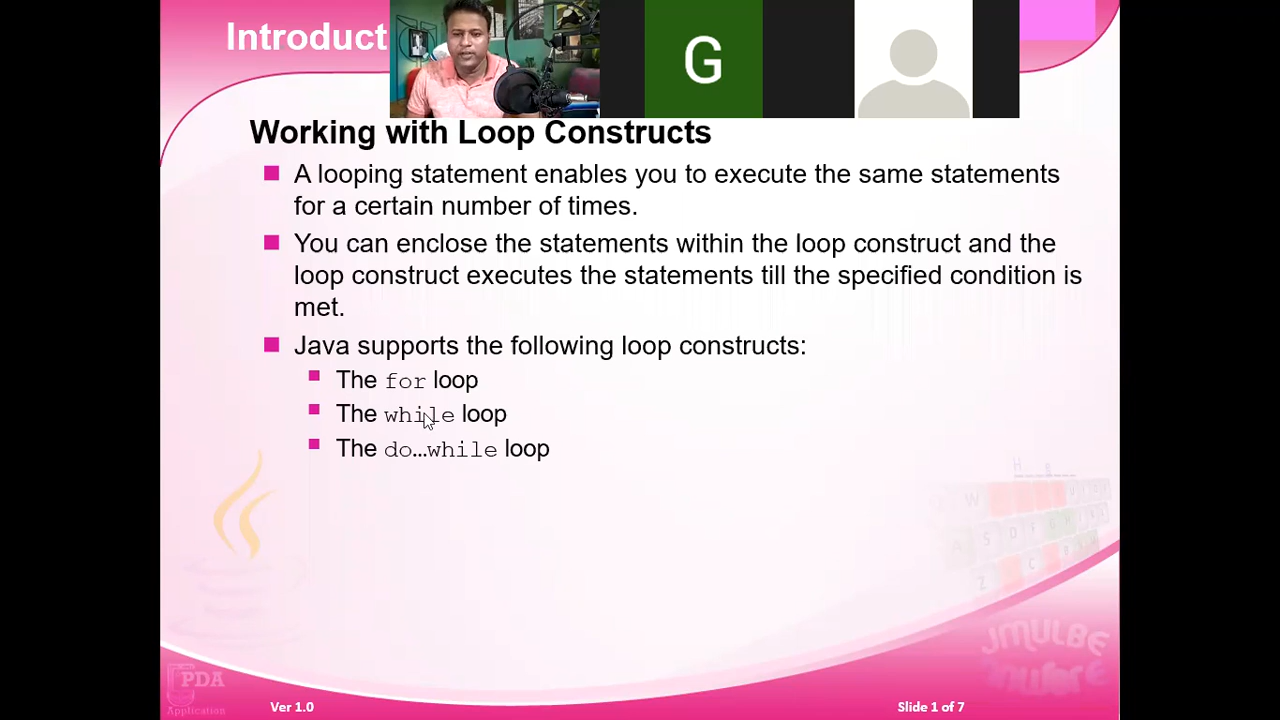 Introduct
G
Working with Loop Constructs
A looping statement enables you to execute the same statements
for a certain number of times.
You can enclose the statements within the loop construct and the
loop construct executes the statements till the specified condition is
met.
Java supports the following loop constructs:
The for loop
The while loop
The do…while loop
H
W
S D F
Z C
JMULBE
PDA
Application
Ver 1.0
Slide 1 of 7